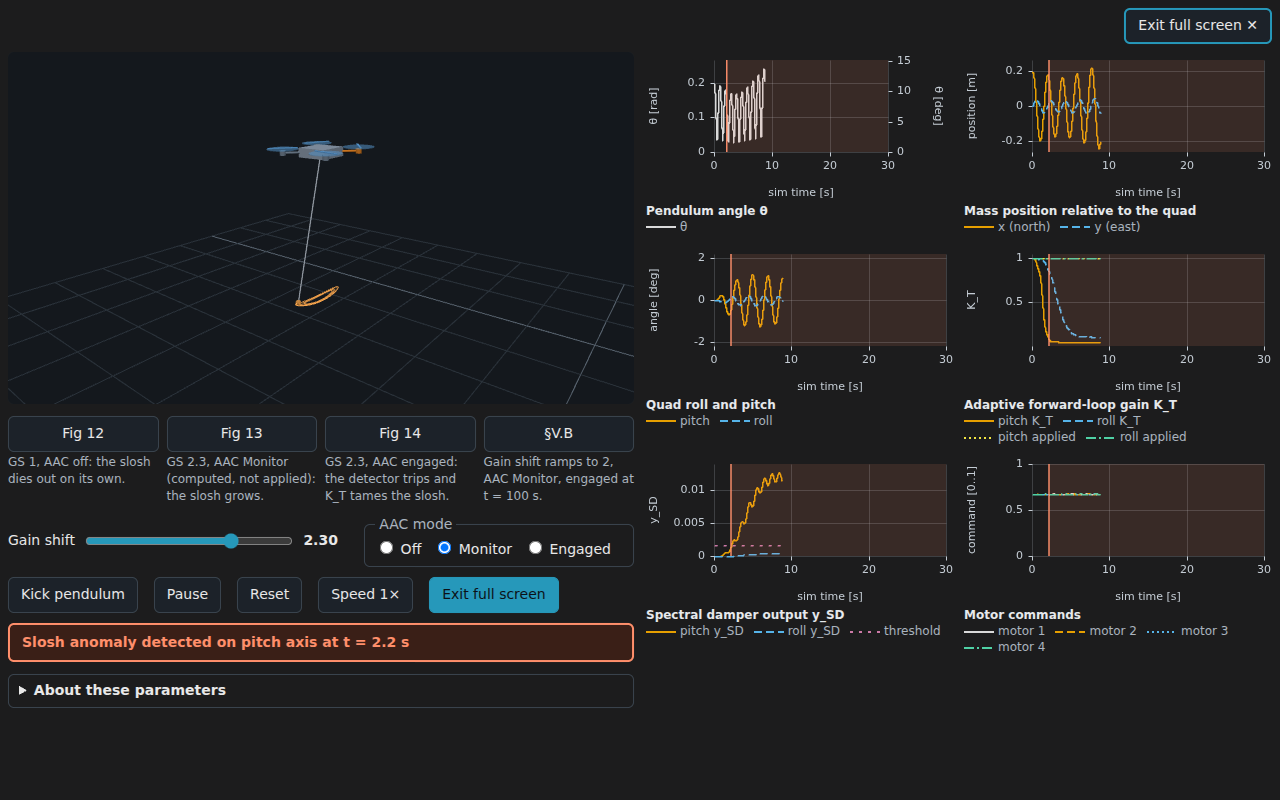 Exit full screen ✕
0.2
0.1
0
θ [rad]
15
10
5
0
θ [deg]
0
10
20
30
sim time [s]
Pendulum angle θ
θ
0.2
0
-0.2
position [m]
0
10
20
30
sim time [s]
Mass position relative to the quad
x (north)
y (east)
2
0
-2
angle [deg]
0
10
20
30
sim time [s]
Quad roll and pitch
pitch
roll
1
0.5
K_T
0
10
20
30
sim time [s]
Adaptive forward-loop gain K_T
pitch K_T
roll K_T
pitch applied
roll applied
0.01
0.005
0
y_SD
0
10
20
30
sim time [s]
Spectral damper output y_SD
pitch y_SD
roll y_SD
threshold
1
0.5
0
command [0..1]
0
10
20
30
sim time [s]
Motor commands
motor 1
motor 2
motor 3
motor 4
Fig 12
GS 1, AAC off: the slosh
dies out on its own.
Fig 13
GS 2.3, AAC Monitor
(computed, not applied):
the slosh grows.
Fig 14
GS 2.3, AAC engaged:
the detector trips and
K_T tames the slosh.
§V.B
Gain shift ramps to 2,
AAC Monitor, engaged at
t = 100 s.
Gain shift
2.30
AAC mode
Off
Monitor
Engaged
Kick pendulum
Pause
Reset
Speed 1×
Exit full screen
Slosh anomaly detected on pitch axis at t = 2.2 s
About these parameters